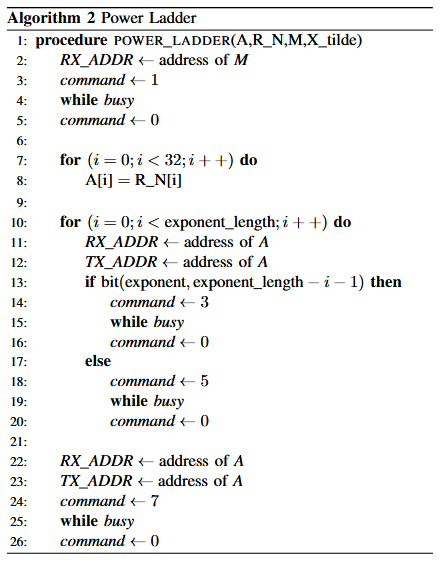 Algorithm 2 Power Ladder
1: procedure POWER_LADDER(A,R_N,M,X_tilde)
2: RX_ADDR ← address of M
3: command ← 1
4: while busy
5: command ← 0
6:
7: for (i = 0; i < 32; i + +) do
8: A[i] = R_N[i]
9:
10: for (i = 0; i < exponent_length; i + +) do
11: RX_ADDR ← address of A
12: TX_ADDR ← address of A
13: if bit(exponent, exponent_length − i − 1) then
14: command ← 3
15: while busy
16: command ← 0
17: else
18: command ← 5
19: while busy
20: command ← 0
21:
22: RX_ADDR ← address of A
23: TX_ADDR ← address of A
24: command ← 7
25: while busy
26: command ← 0